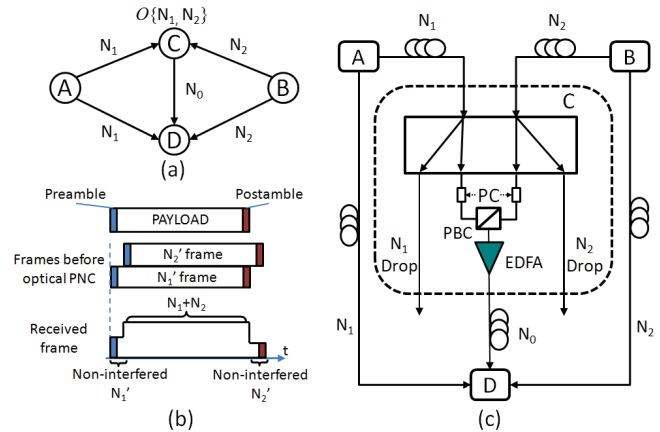 O{N₁, N₂}
C
N₁
N₂
A
B
N₀
N₁
N₂
D
(a)
Preamble
Postamble
PAYLOAD
Frames before
optical PNC
N₂' frame
N₁' frame
N₁+N₂
Received
frame
t
Non-interfered
N₁'
Non-interfered
N₂'
(b)
N₁
N₂
A
B
C
PC
PBC
EDFA
N₁
Drop
N₂
Drop
N₁
N₀
N₂
D
(c)